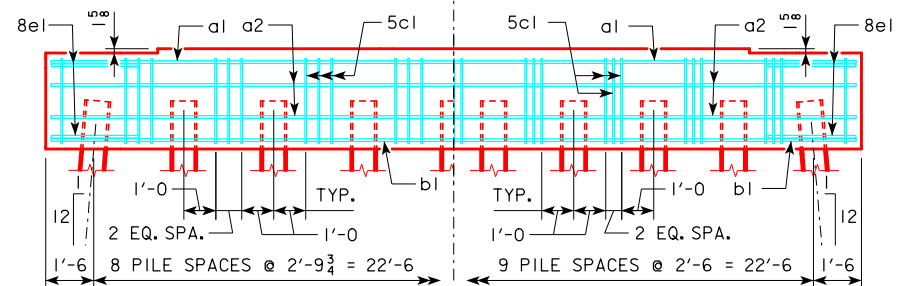 8e1 1 5/8 a1 a2 5c1 5c1 a1 a2 1 5/8 8e1
b1 b1
1 1'-0 TYP. TYP. 1'-0 1
12 2 EQ. SPA. 1'-0 1'-0 2 EQ. SPA. 12
1'-6 8 PILE SPACES @ 2'-9 3/4 = 22'-6 9 PILE SPACES @ 2'-6 = 22'-6 1'-6